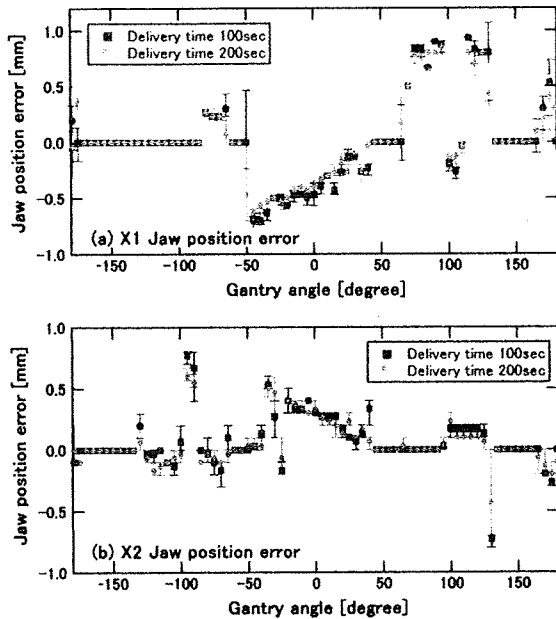 1.0
0.5
0.0
-0.5
-1.0
Jaw position error [mm]
Delivery time 100sec
Delivery time 200sec
(a) X1 Jaw position error
-150 -100 -50 0 50 100 150
Gantry angle [degree]
1.0
0.5
0.0
-0.5
-1.0
Jaw position error [mm]
Delivery time 100sec
Delivery time 200sec
(b) X2 Jaw position error
-150 -100 -50 0 50 100 150
Gantry angle [degree]